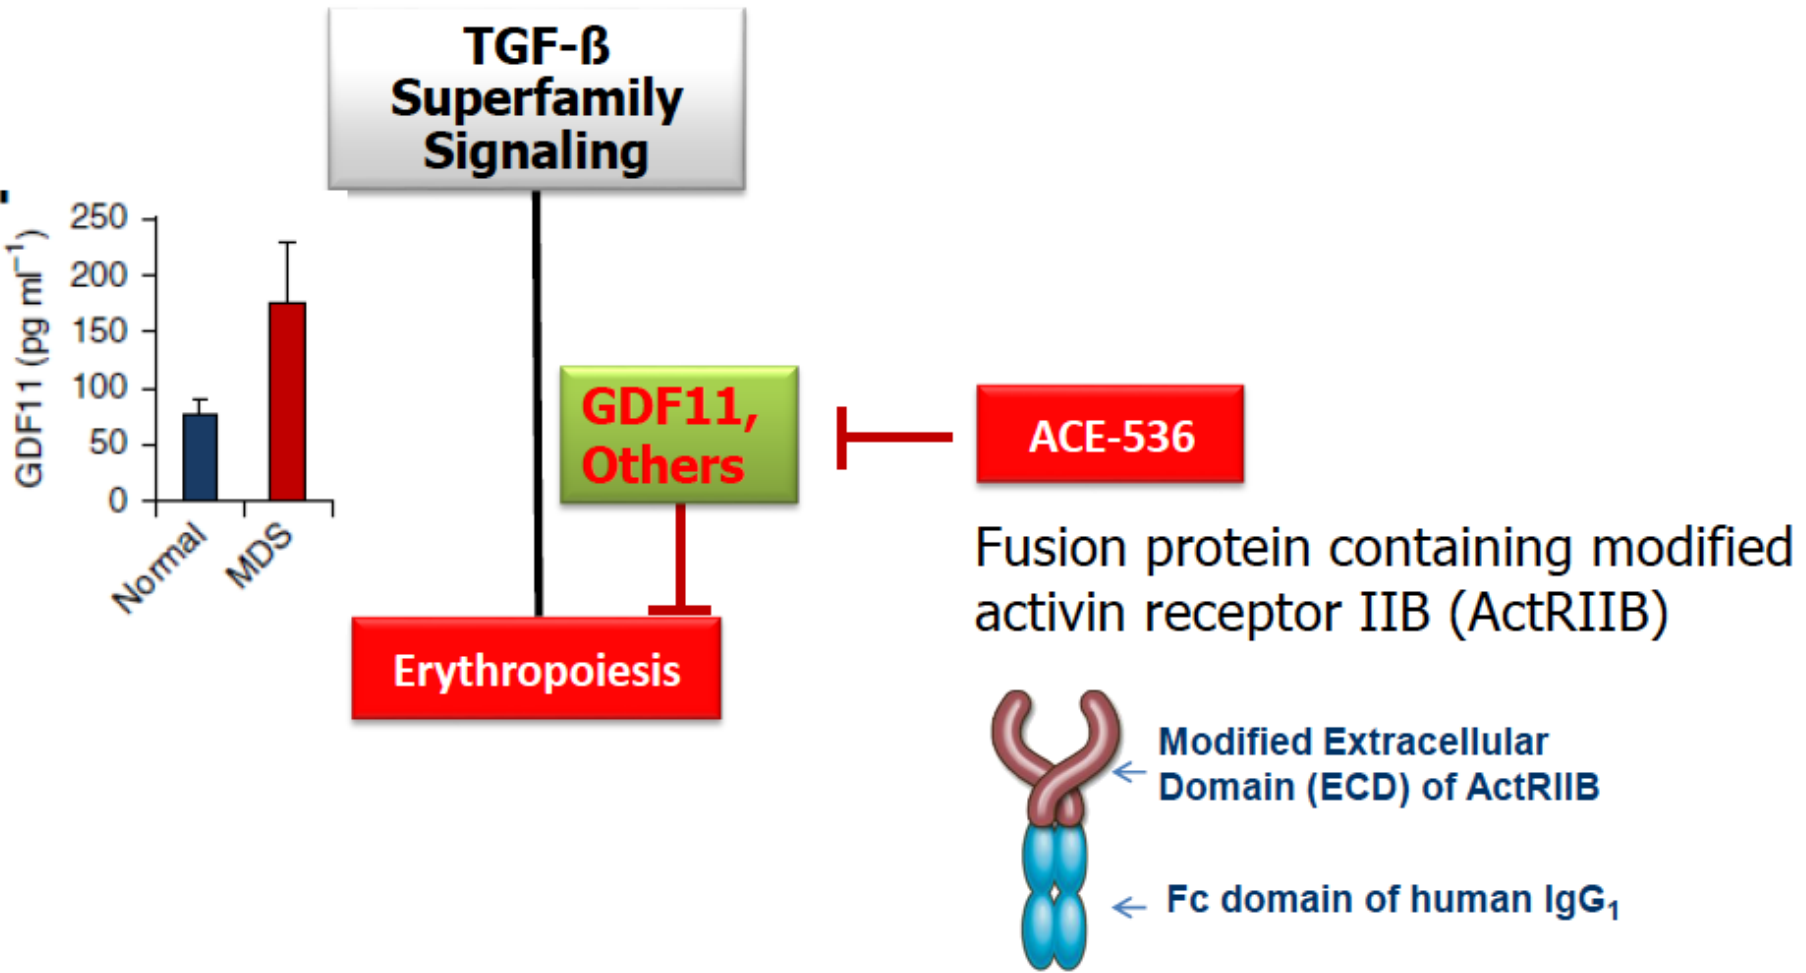 TGF-ß
Superfamily
Signaling
GDF11 (pg ml⁻¹)
250
200
150
100
50
0
Normal
MDS
GDF11,
Others
ACE-536
Erythropoiesis
Fusion protein containing modified
activin receptor IIB (ActRIIB)
Modified Extracellular
Domain (ECD) of ActRIIB
Fc domain of human IgG₁